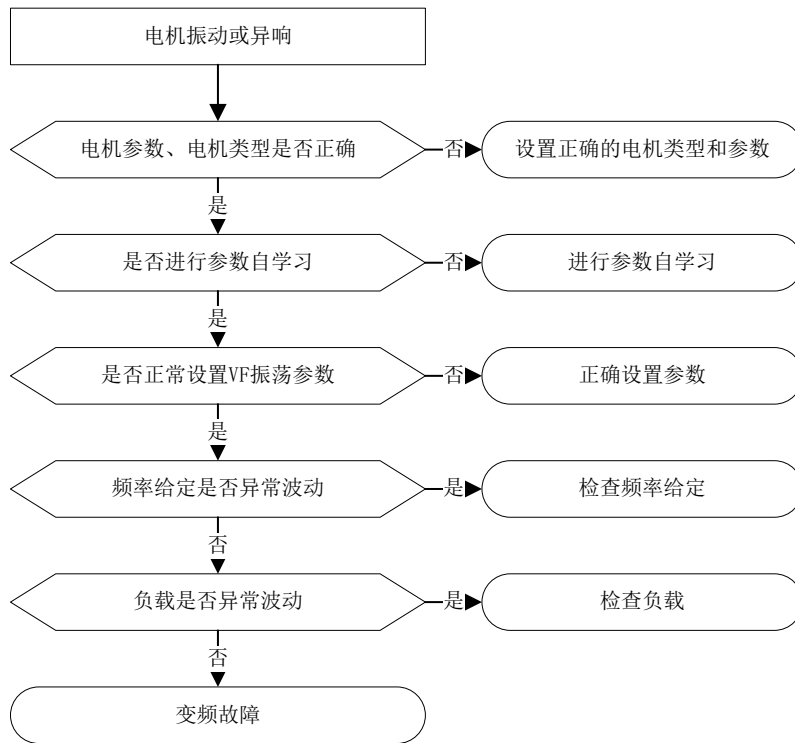 电机振动或异响
电机参数、电机类型是否正确
否
设置正确的电机类型和参数
是
是否进行参数自学习
否
进行参数自学习
是
是否正常设置VF振荡参数
否
正确设置参数
是
频率给定是否异常波动
是
检查频率给定
否
负载是否异常波动
是
检查负载
否
变频故障